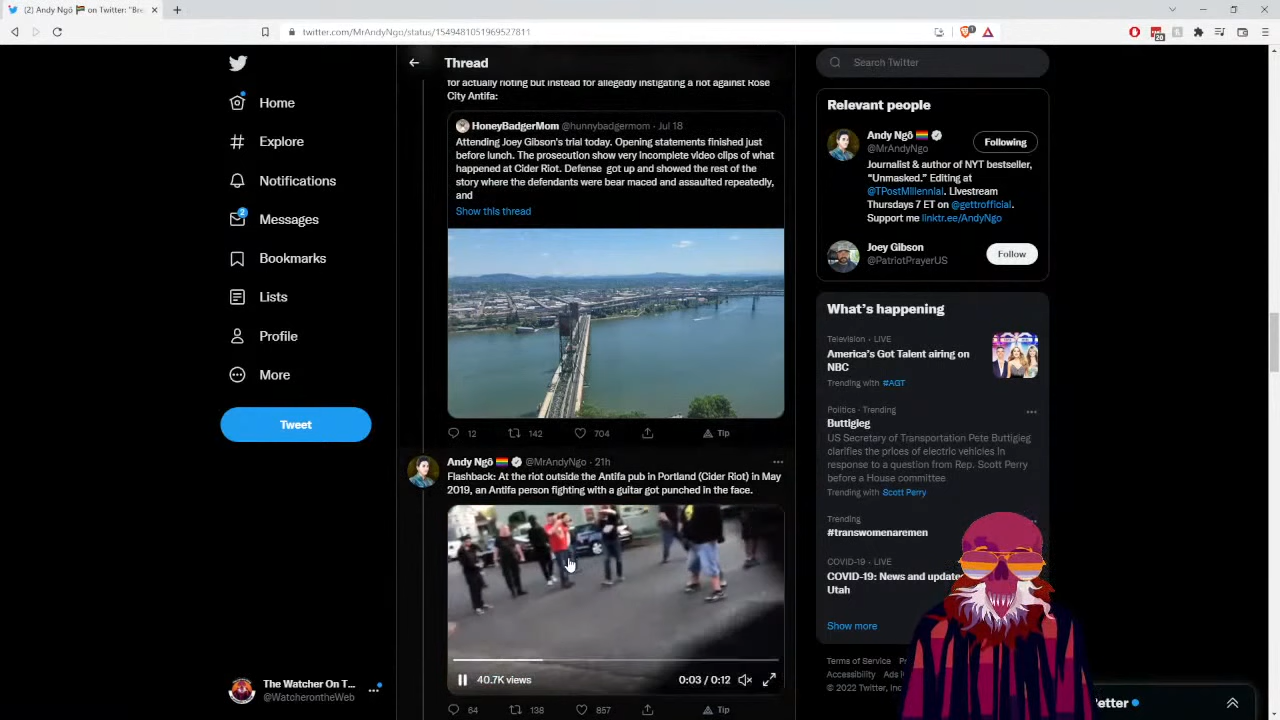 (2) Andy Ngô 🏴 on Twitter: "Bre
twitter.com/MrAndyNgo/status/1549481051969527811
Home
Explore
Notifications
2
Messages
Bookmarks
Lists
Profile
More
Tweet
The Watcher On T...
@WatcherontheWeb
Thread
for actually rioting but instead for allegedly instigating a riot against Rose
City Antifa:
HoneyBadgerMom @hunnybadgermom · Jul 18
Attending Joey Gibson's trial today. Opening statements finished just
before lunch. The prosecution show very incomplete video clips of what
happened at Cider Riot. Defense got up and showed the rest of the
story where the defendants were bear maced and assaulted repeatedly,
and
Show this thread
12 142 704 Tip
Andy Ngô 🏳️‍🌈 @MrAndyNgo · 21h
Flashback: At the riot outside the Antifa pub in Portland (Cider Riot) in May
2019, an Antifa person fighting with a guitar got punched in the face.
40.7K views 0:03 / 0:12
64 138 857 Tip
Search Twitter
Relevant people
Andy Ngô 🏳️‍🌈
@MrAndyNgo
Following
Journalist & author of NYT bestseller,
"Unmasked." Editing at
@TPostMillennial. Livestream
Thursdays 7 ET on @gettrofficial.
Support me linktr.ee/AndyNgo
Joey Gibson
@PatriotPrayerUS
Follow
What's happening
Television · LIVE
America's Got Talent airing on
NBC
Trending with #AGT
Politics · Trending
Buttigieg
US Secretary of Transportation Pete Buttigieg
clarifies the prices of electric vehicles in
response to a question from Rep. Scott Perry
before a House committee
Trending with Scott Perry
Trending
#transwomenaremen
COVID-19 · LIVE
COVID-19: News and update
Utah
Show more
Terms of Service
Accessibility Ads
© 2022 Twitter, Inc
etter